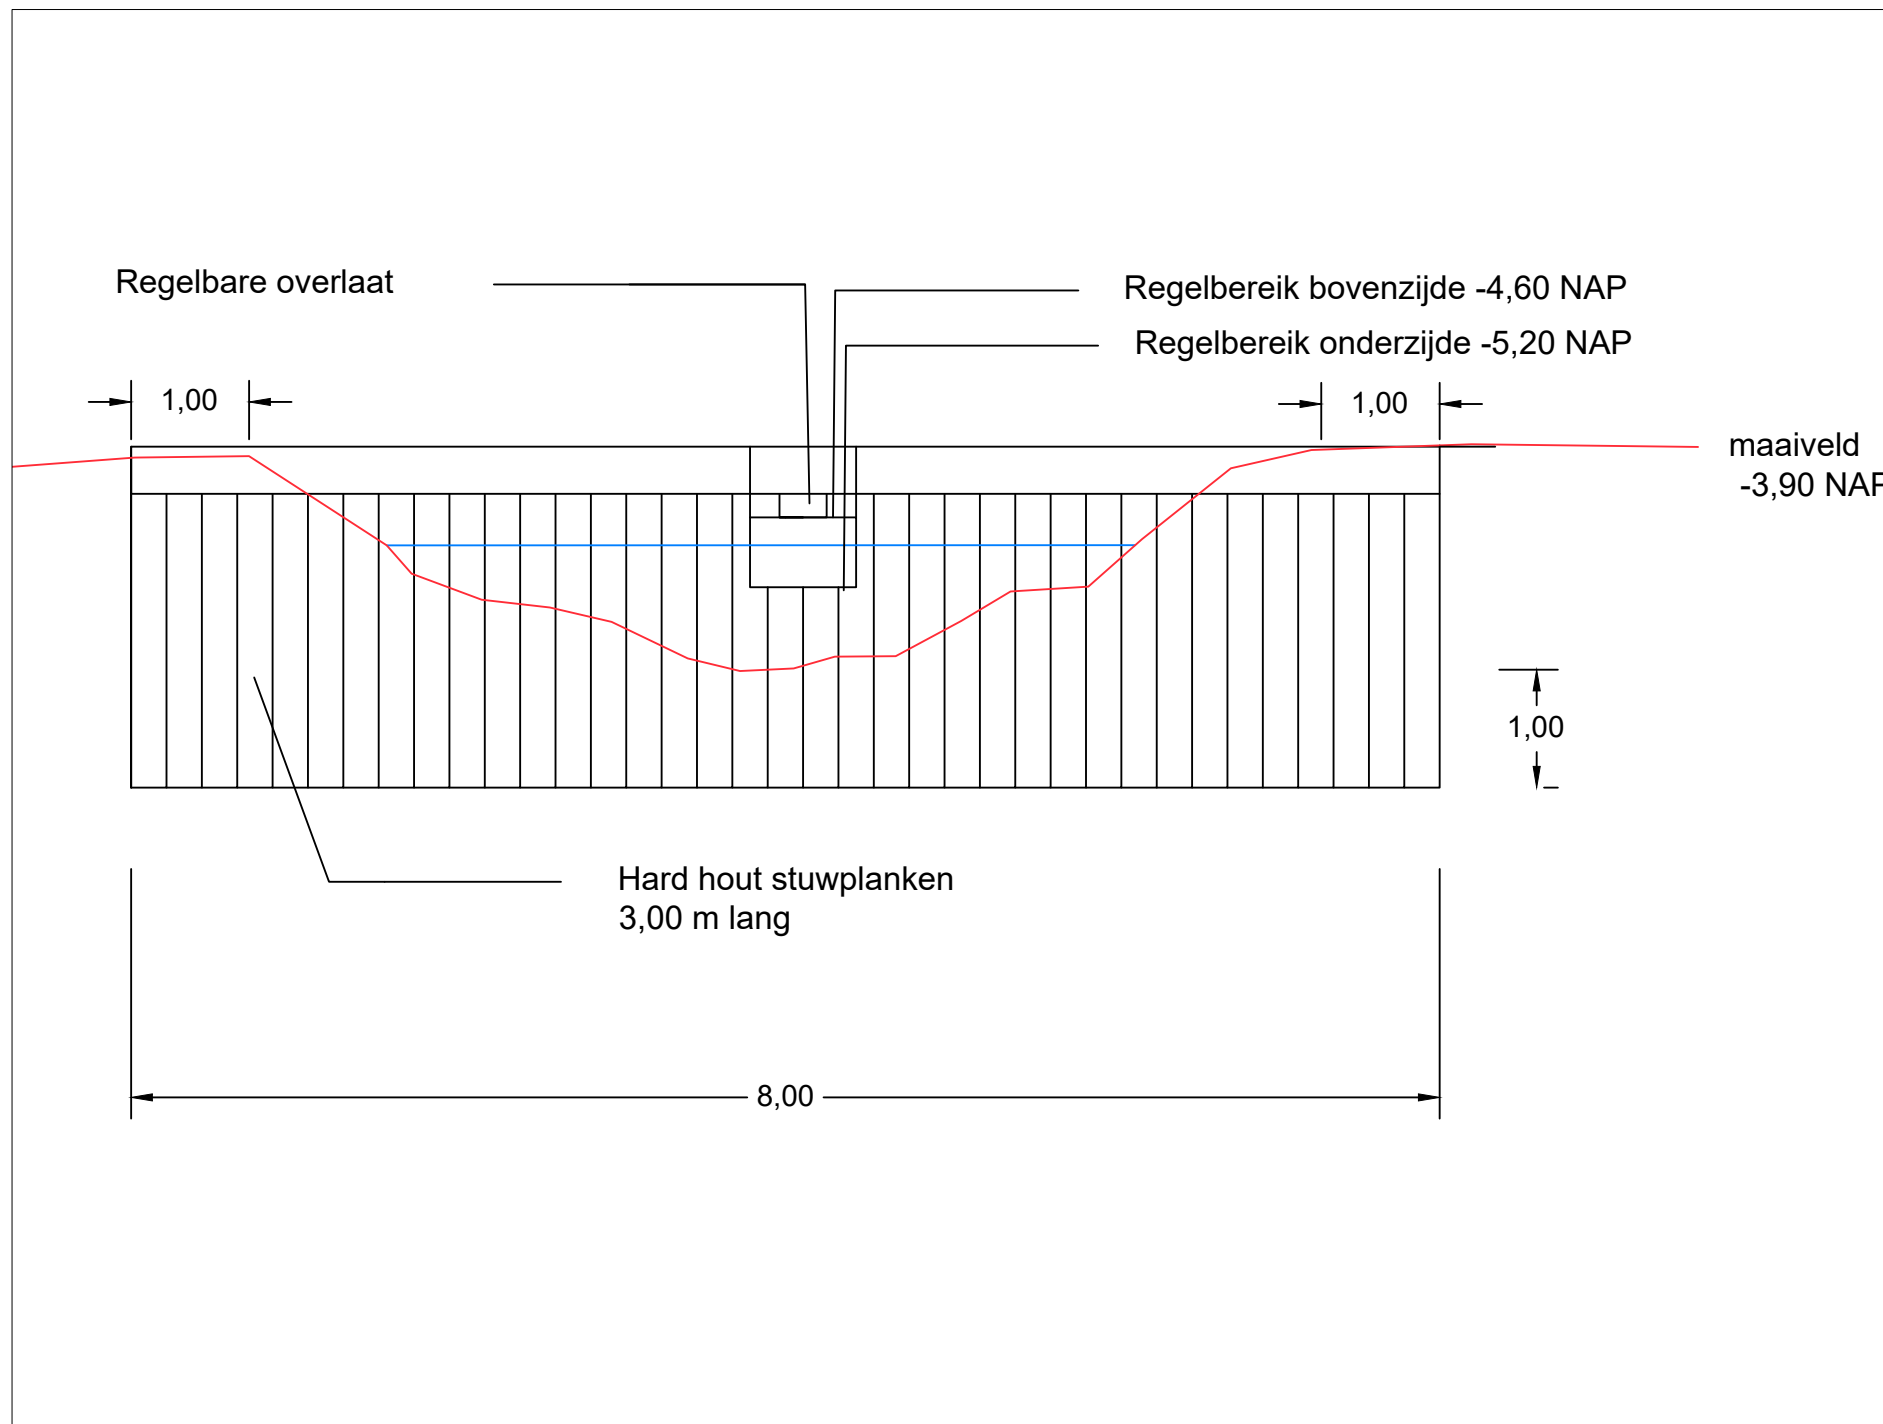 Regelbare overlaat
Regelbereik bovenzijde -4,60 NAP
Regelbereik onderzijde -5,20 NAP
1,00
1,00
maaiveld
-3,90 NAP
1,00
Hard hout stuwplanken
3,00 m lang
8,00